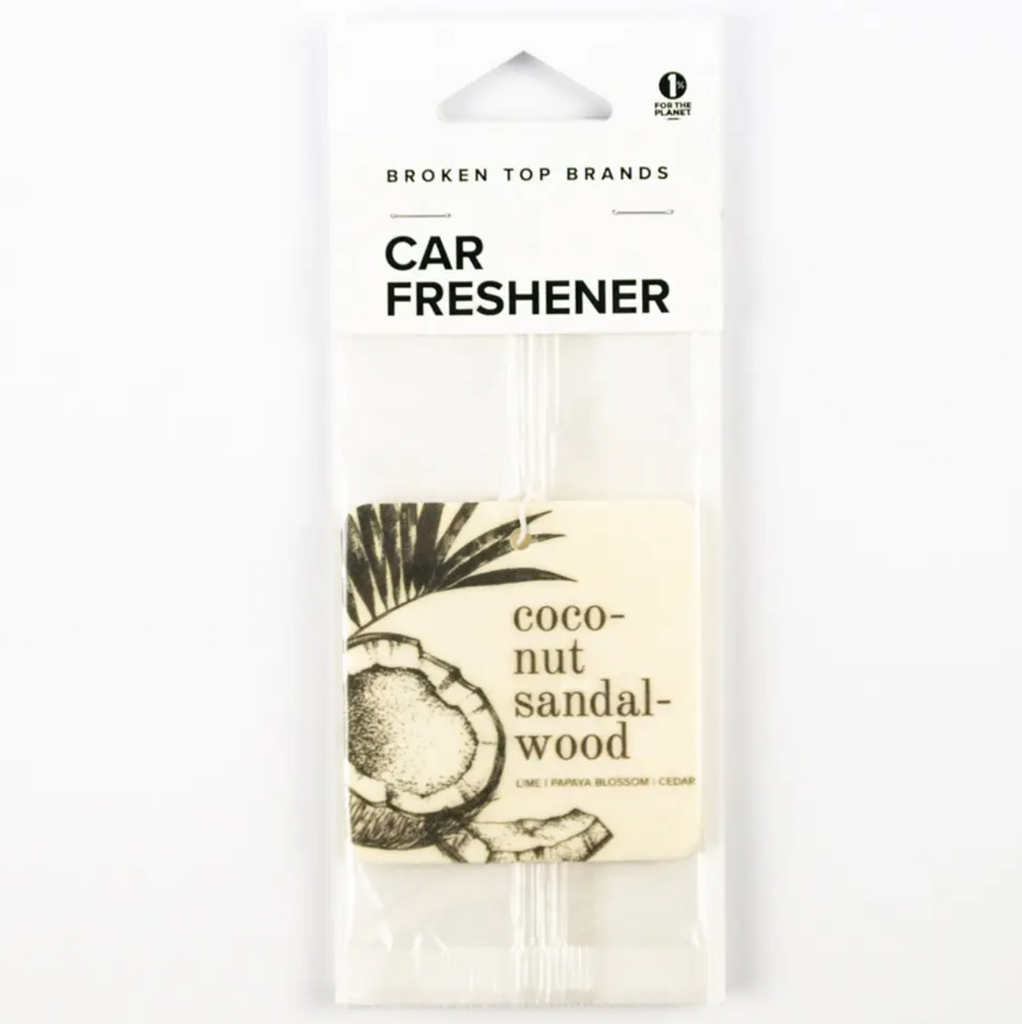 1%
FOR THE
PLANET
BROKEN TOP BRANDS
CAR
FRESHENER
coco-
nut
sandal-
wood
LIME | PAPAYA BLOSSOM | CEDAR